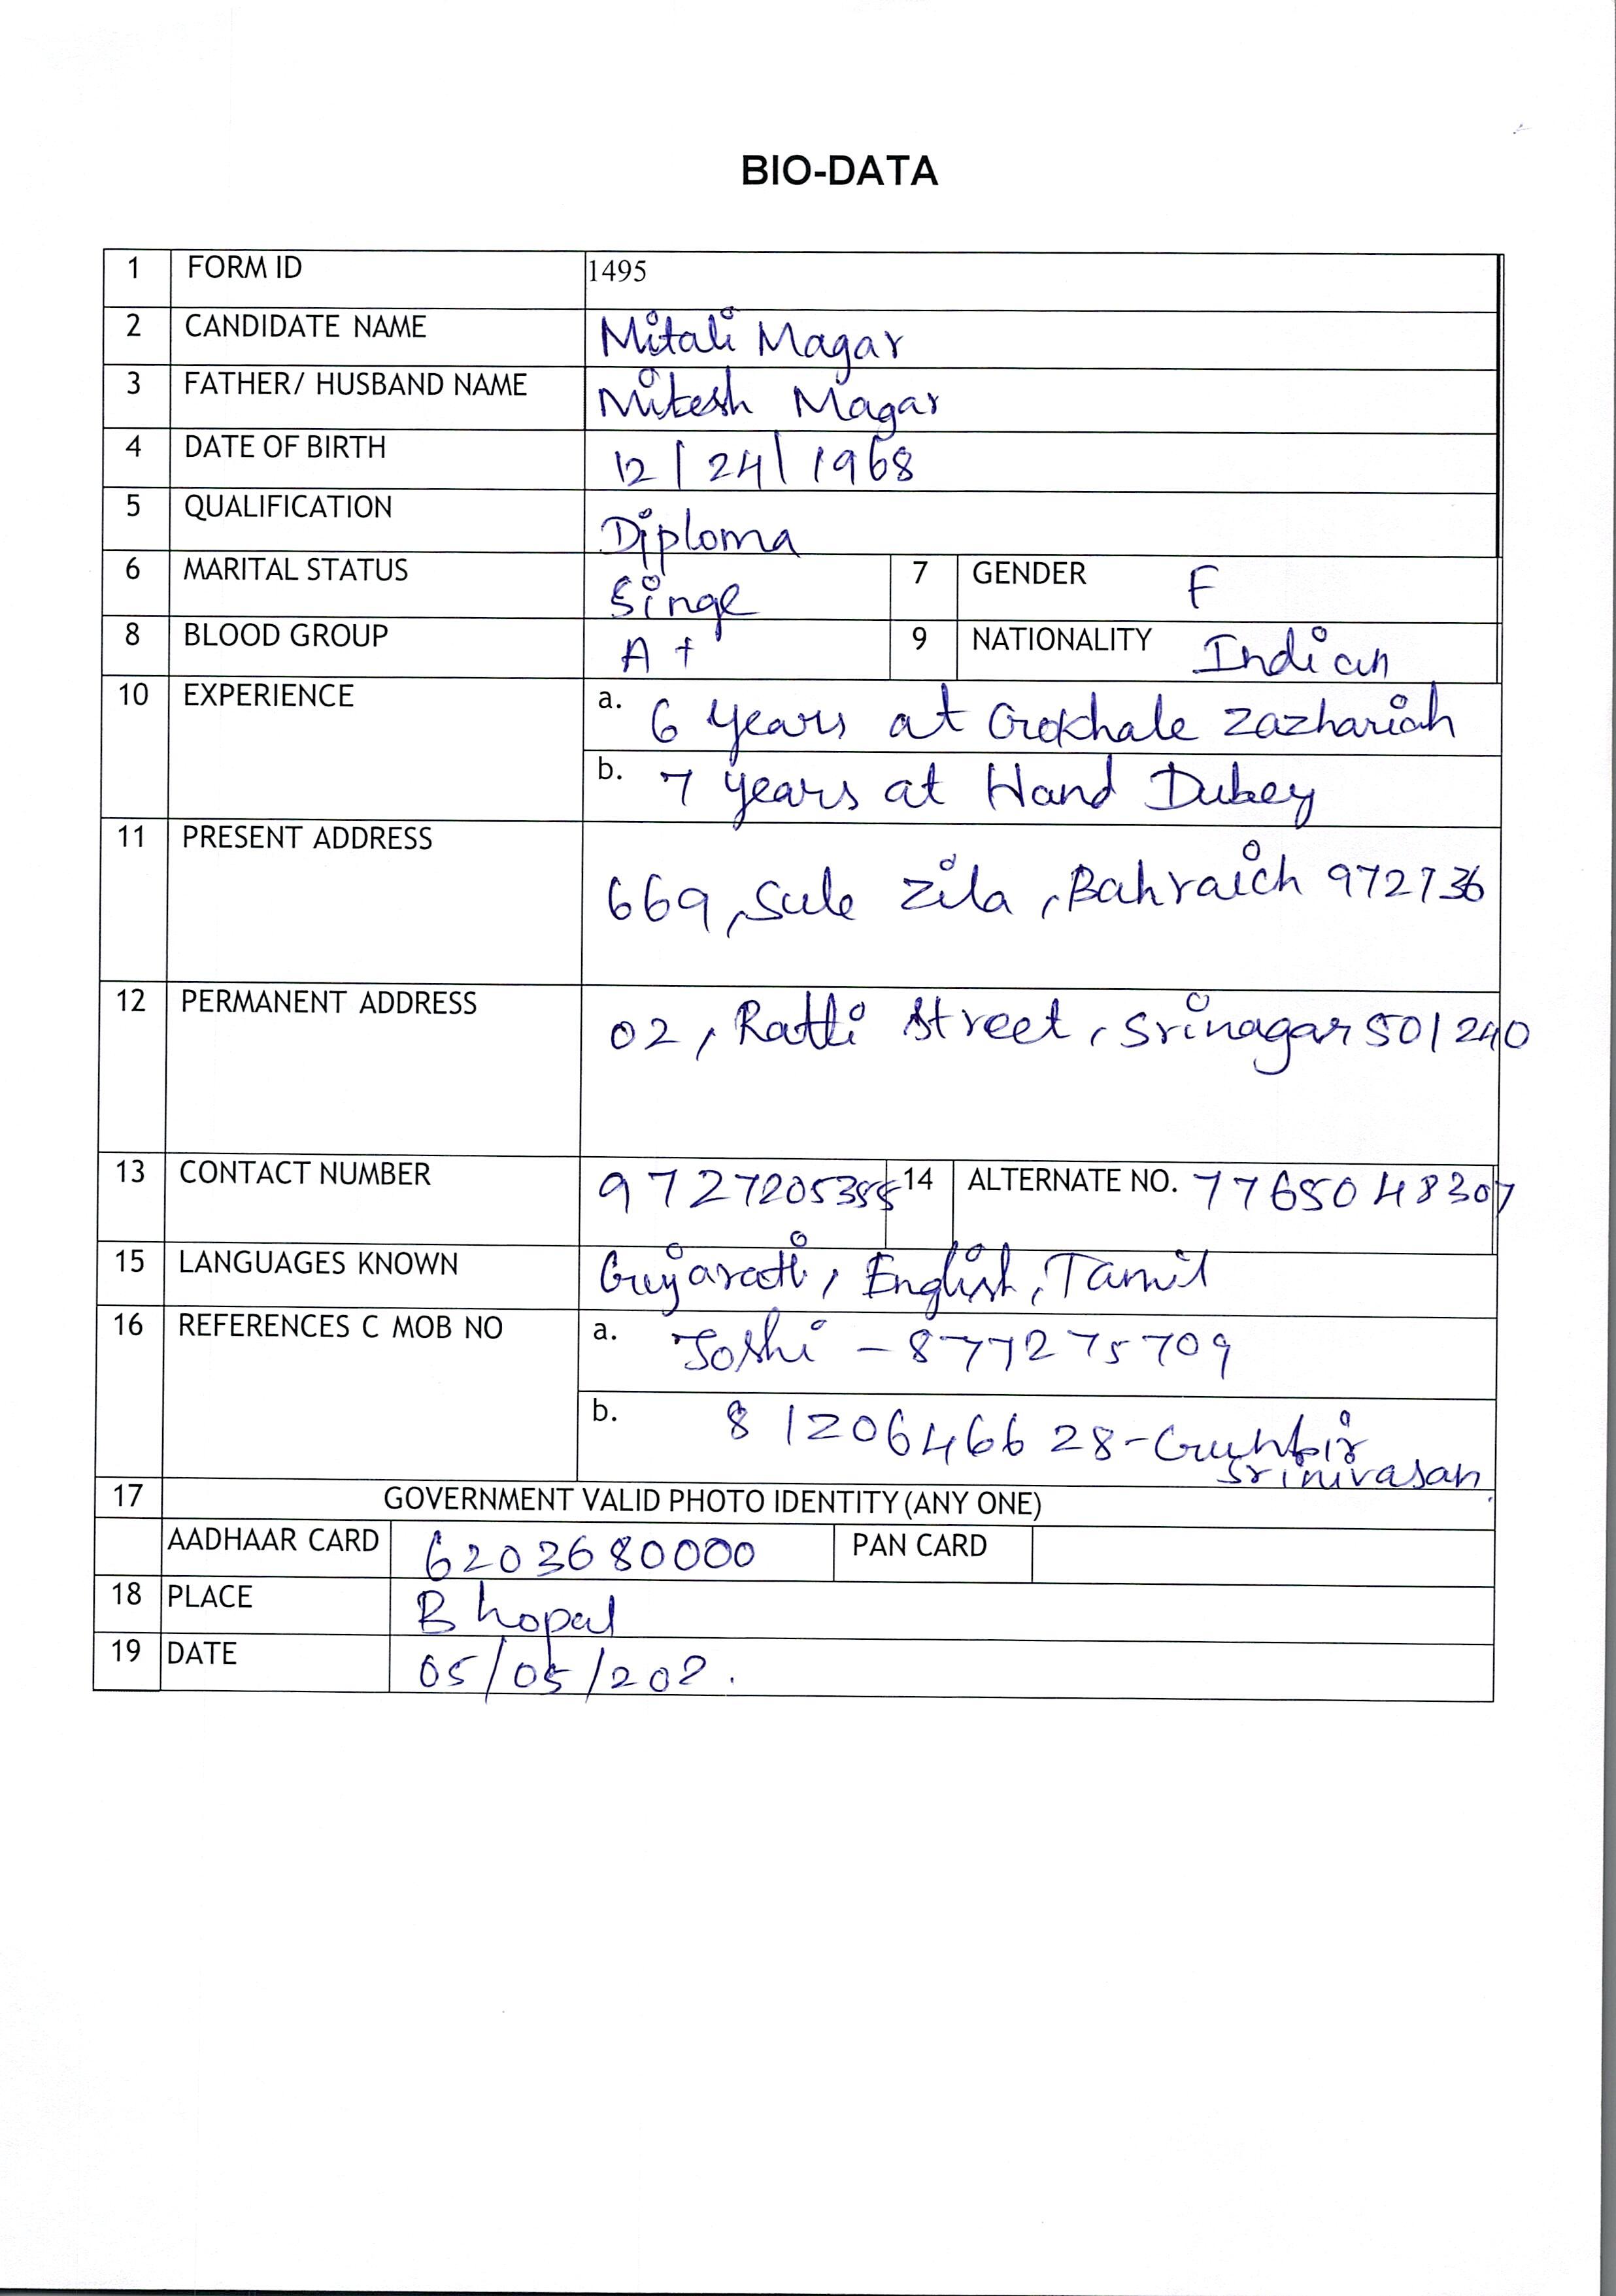 BIO-DATA
1 FORM ID 1495
2 CANDIDATE NAME Mitali Magar
3 FATHER/ HUSBAND NAME Mitesh Magar
4 DATE OF BIRTH 12/24/1968
5 QUALIFICATION Diploma
6 MARITAL STATUS Singe 7 GENDER F
8 BLOOD GROUP A+ 9 NATIONALITY Indian
10 EXPERIENCE a. 6 years at Gokhale Zazhariah
b. 7 years at Hand Dubey
11 PRESENT ADDRESS
669, Sule Zila, Bahraich 972736
12 PERMANENT ADDRESS 02, Ratti Street, Srinagar 501240
13 CONTACT NUMBER 9727205388 14 ALTERNATE NO. 7765048307
15 LANGUAGES KNOWN Gujarati, English, Tamil
16 REFERENCES C MOB NO a. Joshi - 877275709
b. 8120646628-
Srinivasan
17 GOVERNMENT VALID PHOTO IDENTITY (ANY ONE)
AADHAAR CARD 6203680000 PAN CARD
18 PLACE Bhopal
19 DATE 05/05/202.